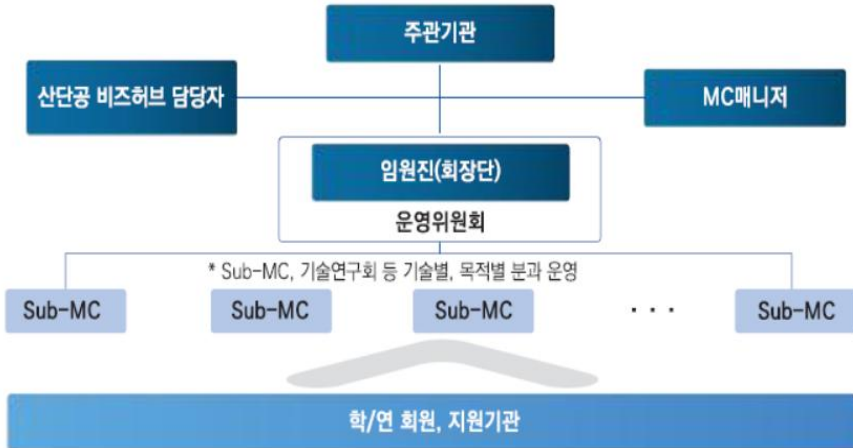 주관기관
산단공 비즈허브 담당자
MC매니저
임원진(회장단)
운영위원회
* Sub-MC, 기술연구회 등 기술별, 목적별 분과 운영
Sub-MC
Sub-MC
Sub-MC
· · ·
Sub-MC
학/연 회원, 지원기관